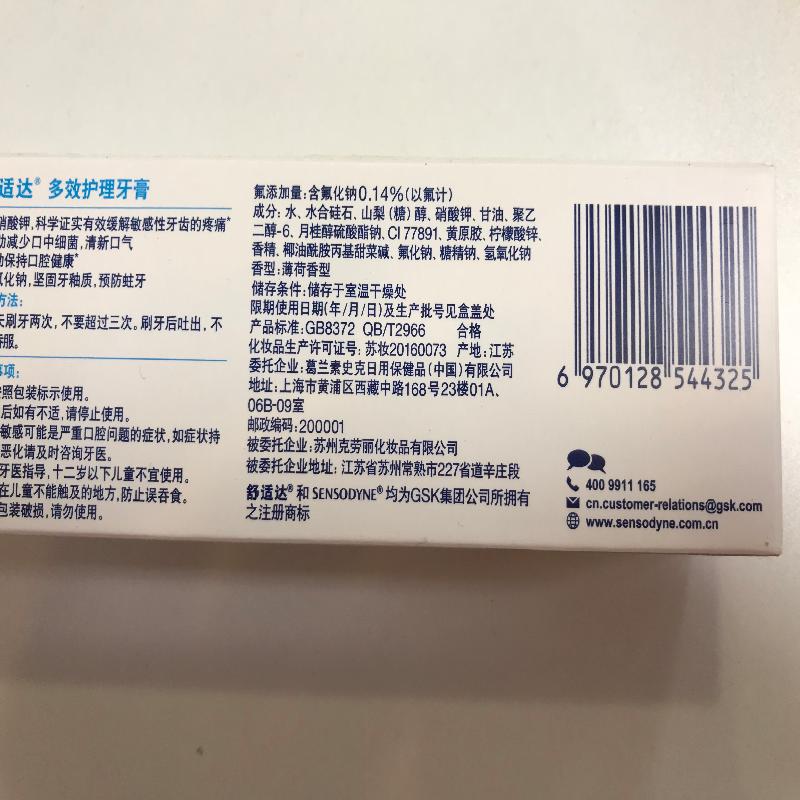 适达® 多效护理牙膏
硝酸钾,科学证实有效缓解敏感性牙齿的疼痛*
助减少口中细菌,清新口气
保持口腔健康*
氟化钠,坚固牙釉质,预防蛀牙
方法:
天刷牙两次,不要超过三次。刷牙后吐出,不
吞服。
事项:
按照包装标示使用。
后如有不适,请停止使用。
敏感可能是严重口腔问题的症状,如症状持
恶化请及时咨询牙医。
牙医指导,十二岁以下儿童不宜使用。
在儿童不能触及的地方,防止误吞食。
包装破损,请勿使用。
氟添加量:含氟化钠0.14%(以氟计)
成分: 水、水合硅石、山梨(糖)醇、硝酸钾、甘油、聚乙
二醇-6、月桂醇硫酸酯钠、CI 77891、黄原胶、柠檬酸锌、
香精、椰油酰胺丙基甜菜碱、氟化钠、糖精钠、氢氧化钠
香型:薄荷香型
储存条件:储存于室温干燥处
限期使用日期(年/月/日)及生产批号见盒盖处
产品标准:GB8372 QB/T2966 合格
化妆品生产许可证号: 苏妆20160073 产地:江苏
委托企业:葛兰素史克日用保健品(中国)有限公司
地址:上海市黄浦区西藏中路168号23楼01A、
06B-09室
邮政编码:200001
被委托企业:苏州克劳丽化妆品有限公司
被委托企业地址: 江苏省苏州常熟市227省道辛庄段
舒适达® 和 SENSODYNE® 均为GSK集团公司所拥有
之注册商标
6 970128 544325
400 9911 165
cn.customer-relations@gsk.com
www.sensodyne.com.cn